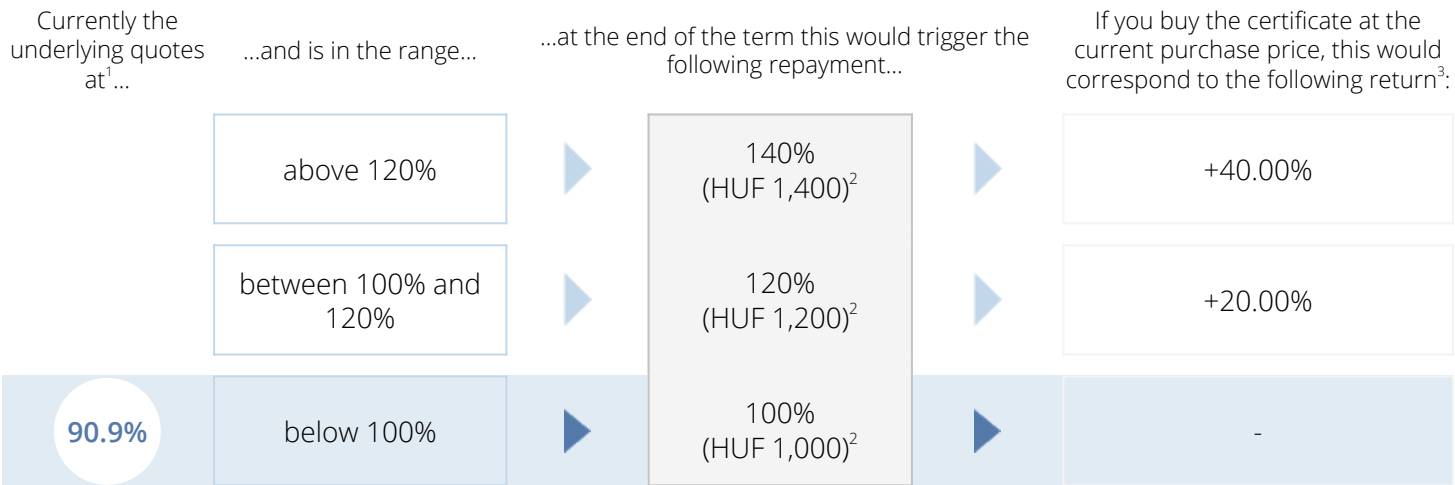 Currently the
underlying quotes
at¹...
...and is in the range...
...at the end of the term this would trigger the
following repayment...
If you buy the certificate at the
current purchase price, this would
correspond to the following return³:
above 120%
140%
(HUF 1,400)²
+40.00%
between 100% and
120%
120%
(HUF 1,200)²
+20.00%
90.9%
below 100%
100%
(HUF 1,000)²
-